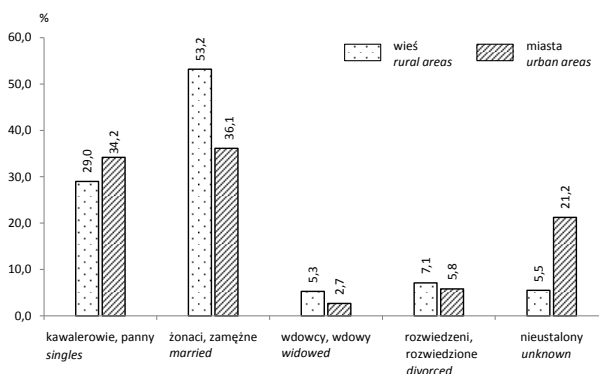 %
60,0
50,0
40,0
30,0
20,0
10,0
0,0
wieś
rural areas
miasta
urban areas
29,0
34,2
53,2
36,1
5,3
2,7
7,1
5,8
5,5
21,2
kawalerowie, panny
singles
żonaci, zamężne
married
wdowcy, wdowy
widowed
rozwiedzeni,
rozwiedzione
divorced
nieustalony
unknown